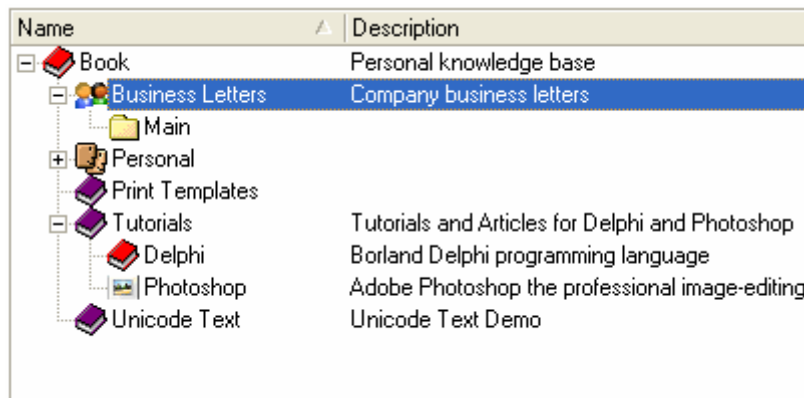 Name Description
Book Personal knowledge base
Business Letters Company business letters
Main
Personal
Print Templates
Tutorials Tutorials and Articles for Delphi and Photoshop
Delphi Borland Delphi programming language
Photoshop Adobe Photoshop the professional image-editing
Unicode Text Unicode Text Demo